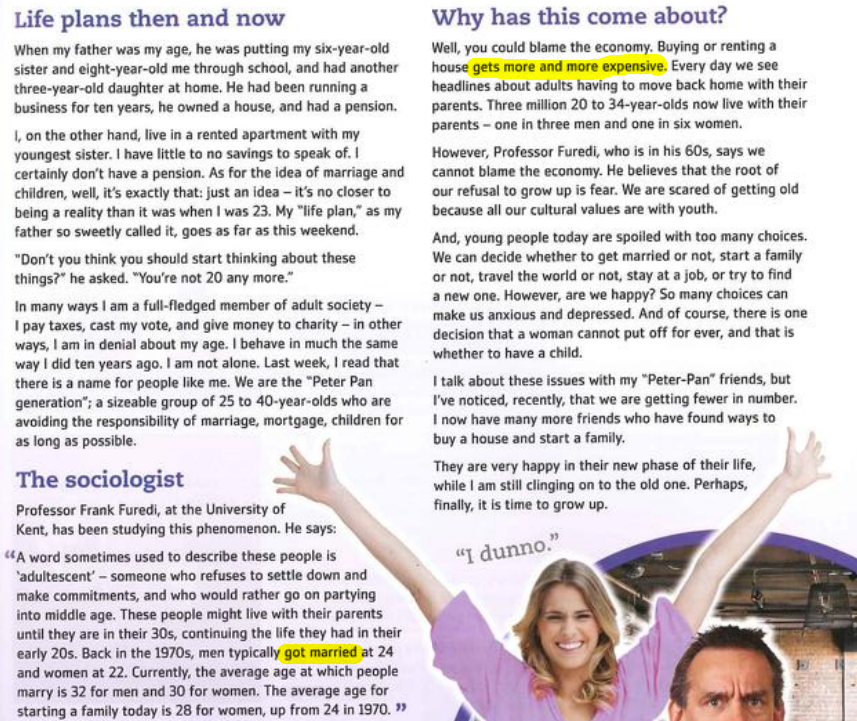 Life plans then and now
When my father was my age, he was putting my six-year-old
sister and eight-year-old me through school, and had another
three-year-old daughter at home. He had been running a
business for ten years, he owned a house, and had a pension.
I, on the other hand, live in a rented apartment with my
youngest sister. I have little to no savings to speak of. I
certainly don't have a pension. As for the idea of marriage and
children, well, it's exactly that: just an idea – it's no closer to
being a reality than it was when I was 23. My "life plan," as my
father so sweetly called it, goes as far as this weekend.
"Don't you think you should start thinking about these
things?" he asked. "You're not 20 any more."
In many ways I am a full-fledged member of adult society –
I pay taxes, cast my vote, and give money to charity – in other
ways, I am in denial about my age. I behave in much the same
way I did ten years ago. I am not alone. Last week, I read that
there is a name for people like me. We are the "Peter Pan
generation"; a sizeable group of 25 to 40-year-olds who are
avoiding the responsibility of marriage, mortgage, children for
as long as possible.
The sociologist
Professor Frank Furedi, at the University of
Kent, has been studying this phenomenon. He says:
“A word sometimes used to describe these people is
'adultescent' – someone who refuses to settle down and
make commitments, and who would rather go on partying
into middle age. These people might live with their parents
until they are in their 30s, continuing the life they had in their
early 20s. Back in the 1970s, men typically got married at 24
and women at 22. Currently, the average age at which people
marry is 32 for men and 30 for women. The average age for
starting a family today is 28 for women, up from 24 in 1970.”
Why has this come about?
Well, you could blame the economy. Buying or renting a
house gets more and more expensive. Every day we see
headlines about adults having to move back home with their
parents. Three million 20 to 34-year-olds now live with their
parents – one in three men and one in six women.
However, Professor Furedi, who is in his 60s, says we
cannot blame the economy. He believes that the root of
our refusal to grow up is fear. We are scared of getting old
because all our cultural values are with youth.
And, young people today are spoiled with too many choices.
We can decide whether to get married or not, start a family
or not, travel the world or not, stay at a job, or try to find
a new one. However, are we happy? So many choices can
make us anxious and depressed. And of course, there is one
decision that a woman cannot put off for ever, and that is
whether to have a child.
I talk about these issues with my "Peter-Pan" friends, but
I've noticed, recently, that we are getting fewer in number.
I now have many more friends who have found ways to
buy a house and start a family.
They are very happy in their new phase of their life,
while I am still clinging on to the old one. Perhaps,
finally, it is time to grow up.
"I dunno."